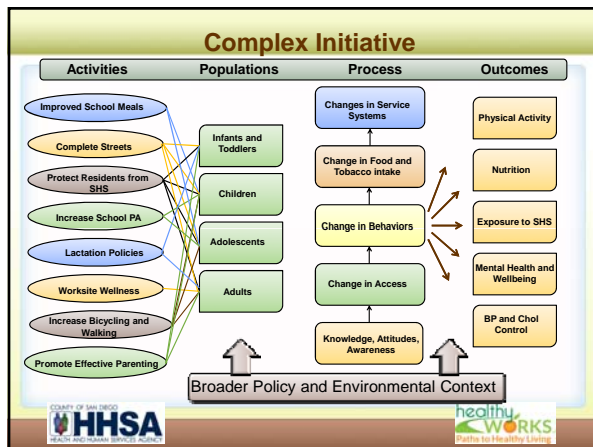 Complex Initiative
Activities
Populations
Process
Outcomes
Improved School Meals
Complete Streets
Protect Residents from
SHS
Increase School PA
Lactation Policies
Worksite Wellness
Increase Bicycling and
Walking
Promote Effective Parenting
Infants and
Toddlers
Children
Adolescents
Adults
Changes in Service
Systems
Change in Food and
Tobacco intake
Change in Behaviors
Change in Access
Knowledge, Attitudes,
Awareness
Physical Activity
Nutrition
Exposure to SHS
Mental Health and
Wellbeing
BP and Chol
Control
Broader Policy and Environmental Context
COUNTY OF SAN DIEGO
HHSA
HEALTH AND HUMAN SERVICES AGENCY
healthy
WORKS
Paths to Healthy Living